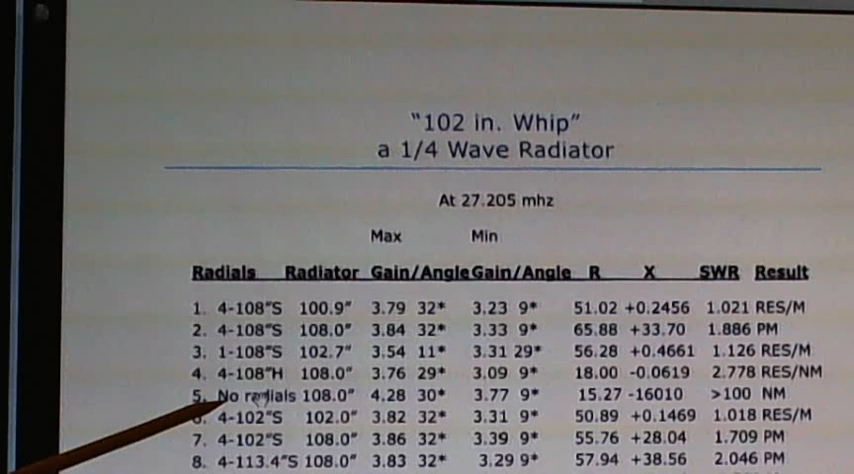 "102 in. Whip"
a 1/4 Wave Radiator
At 27.205 mhz
Max Min
Radials Radiator Gain/Angle Gain/Angle R X SWR Result
1. 4-108"S 100.9" 3.79 32* 3.23 9* 51.02 +0.2456 1.021 RES/M
2. 4-108"S 108.0" 3.84 32* 3.33 9* 65.88 +33.70 1.886 PM
3. 1-108"S 102.7" 3.54 11* 3.31 29* 56.28 +0.4661 1.126 RES/M
4. 4-108"H 108.0" 3.76 29* 3.09 9* 18.00 -0.0619 2.778 RES/NM
5. No radials 108.0" 4.28 30* 3.77 9* 15.27 -16010 >100 NM
6. 4-102"S 102.0" 3.82 32* 3.31 9* 50.89 +0.1469 1.018 RES/M
7. 4-102"S 108.0" 3.86 32* 3.39 9* 55.76 +28.04 1.709 PM
8. 4-113.4"S 108.0" 3.83 32* 3.29 9* 57.94 +38.56 2.046 PM